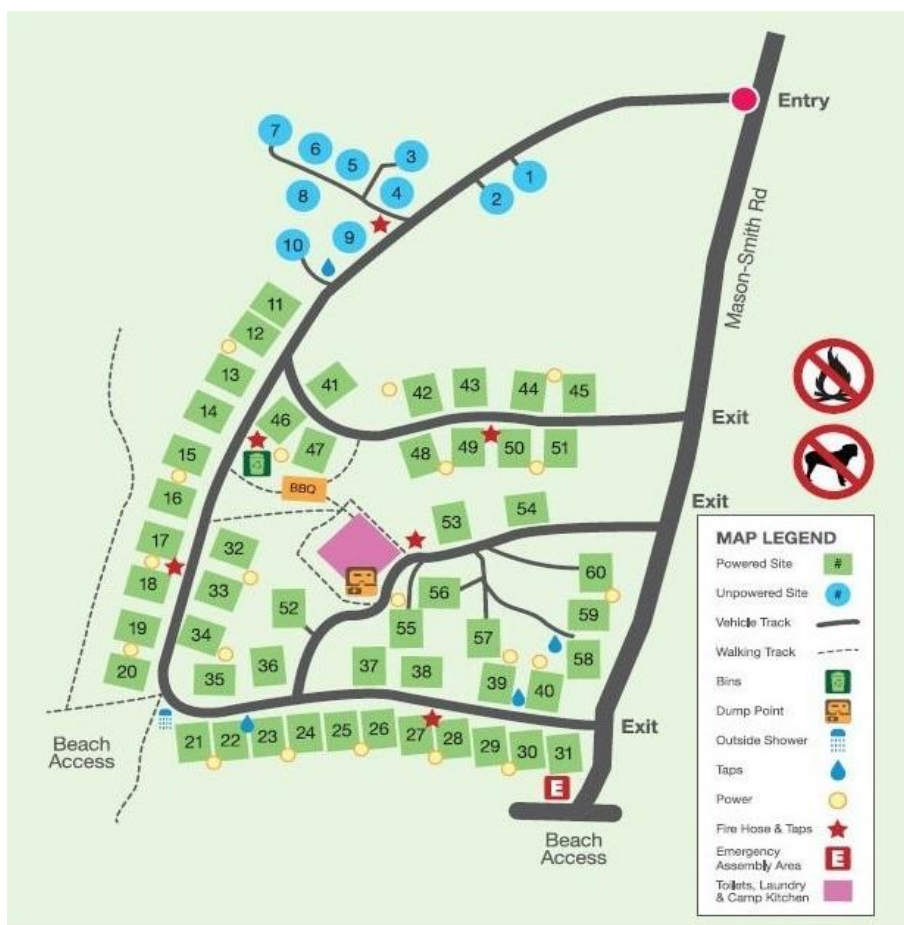 Entry
Mason-Smith Rd
7
6
5
3
4
8
1
2
9
10
11
12
13
14
15
16
17
18
19
20
41
42
43
44
45
46
47
48
49
50
51
BBQ
Exit
Exit
53
54
32
33
34
35
36
52
56
55
57
60
59
58
37
38
39
40
Exit
21
22
23
24
25
26
27
28
29
30
31
E
Beach
Access
Beach
Access
MAP LEGEND
Powered Site #
Unpowered Site #
Vehicle Track
Walking Track
Bins
Dump Point
Outside Shower
Taps
Power
Fire Hose & Taps
Emergency
Assembly Area E
Toilets, Laundry
& Camp Kitchen